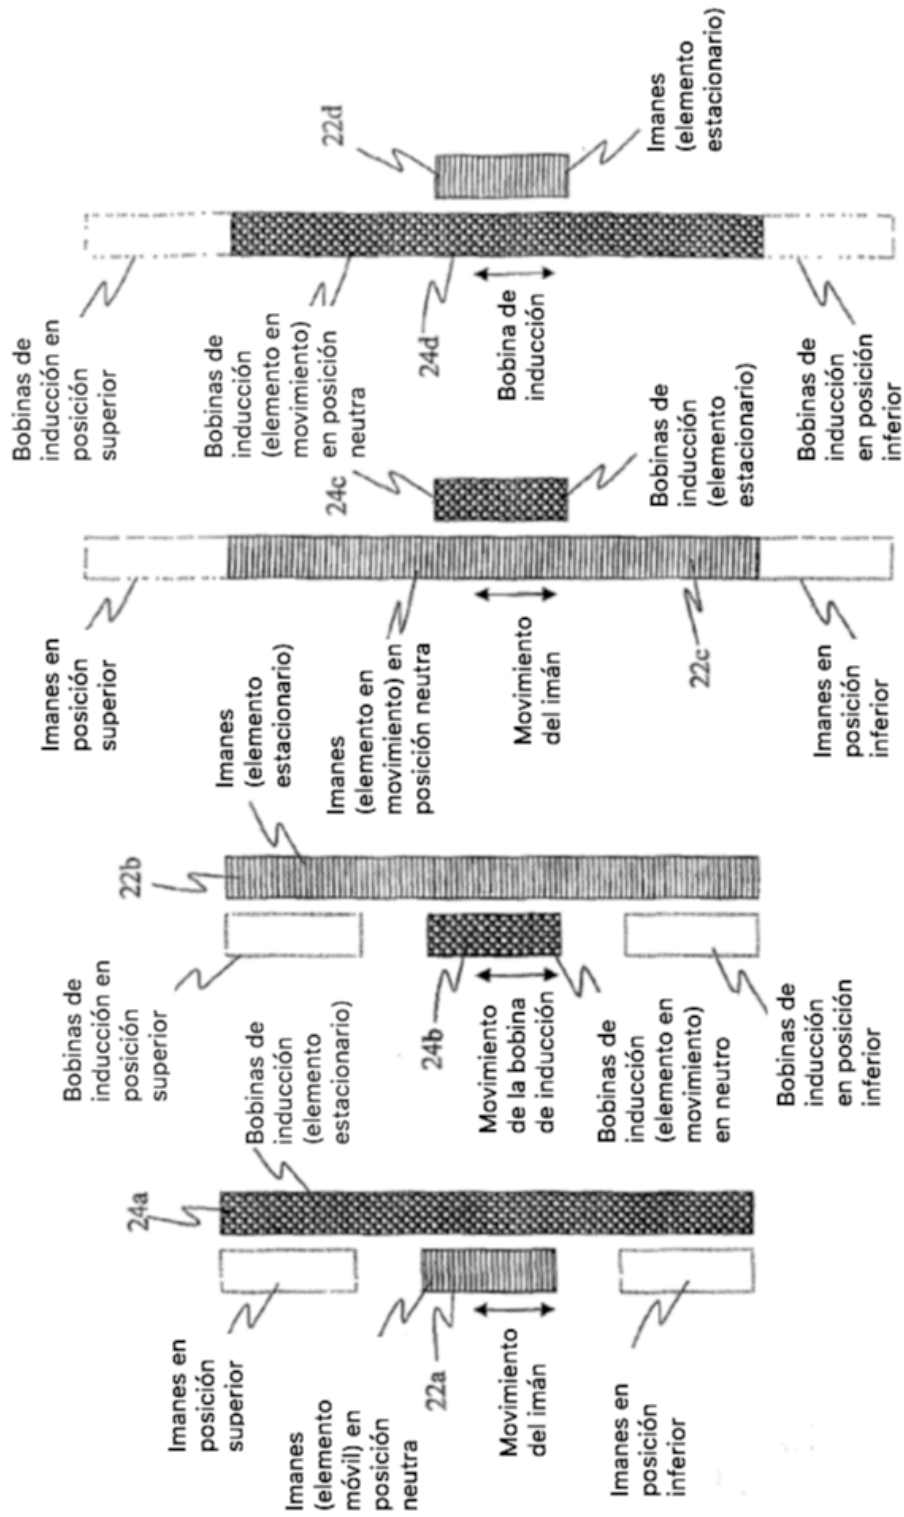 Imanes en
posición
superior
24a
Bobinas de
inducción
(elemento
estacionario)
Imanes
(elemento
móvil) en
posición
neutra
22a
Movimiento
del imán
Imanes en
posición
inferior
Bobinas de
inducción en
posición
superior
22b
Imanes
(elemento
estacionario)
24b
Movimiento
de la bobina
de inducción
Bobinas de
inducción
(elemento en
movimiento)
en neutro
Bobinas de
inducción
en posición
inferior
Imanes en
posición
superior
24c
Imanes
(elemento en
movimiento) en
posición neutra
Movimiento
del imán
Bobinas de
inducción
(elemento
estacionario)
22c
Imanes en
posición
inferior
Bobinas de
inducción en
posición
superior
22d
Bobinas de
inducción
(elemento en
movimiento)
en posición
neutra
24d
Bobina de
inducción
Imanes
(elemento
estacionario)
Bobinas de
inducción
en posición
inferior